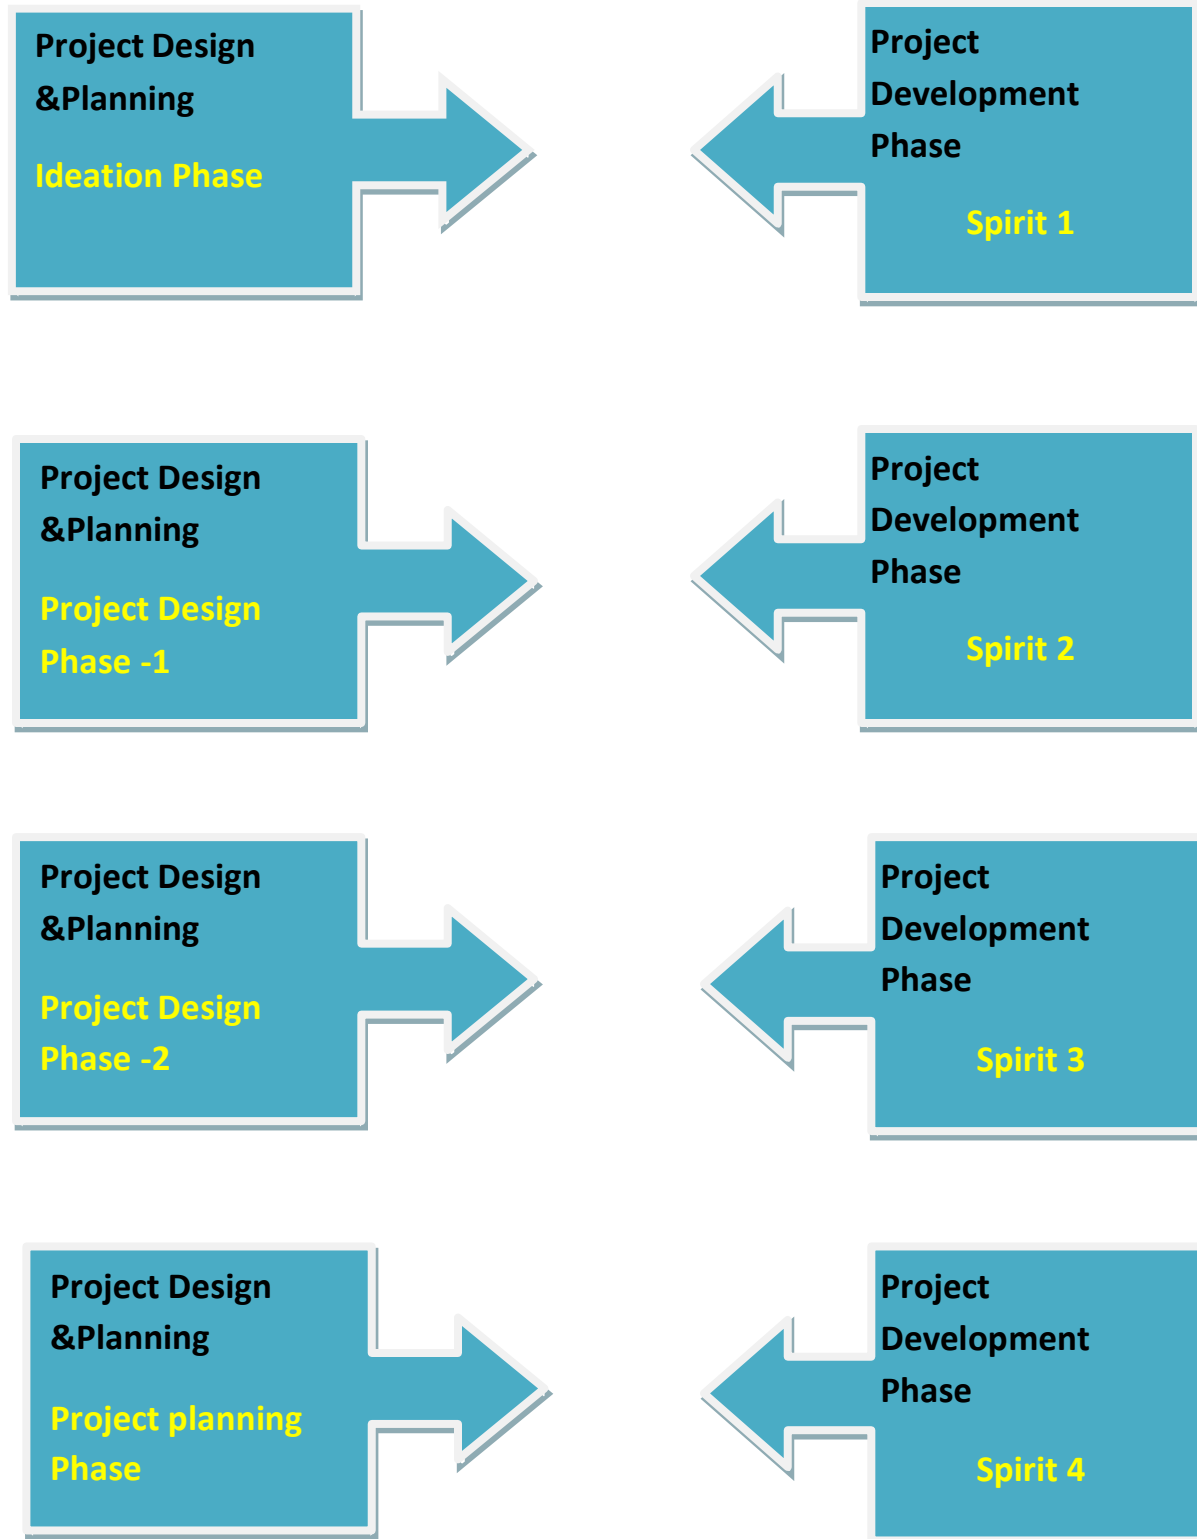 Project Design
&Planning
Ideation Phase
Project
Development
Phase
Spirit 1
Project Design
&Planning
Project Design
Phase -1
Project
Development
Phase
Spirit 2
Project Design
&Planning
Project Design
Phase -2
Project
Development
Phase
Spirit 3
Project Design
&Planning
Project planning
Phase
Project
Development
Phase
Spirit 4